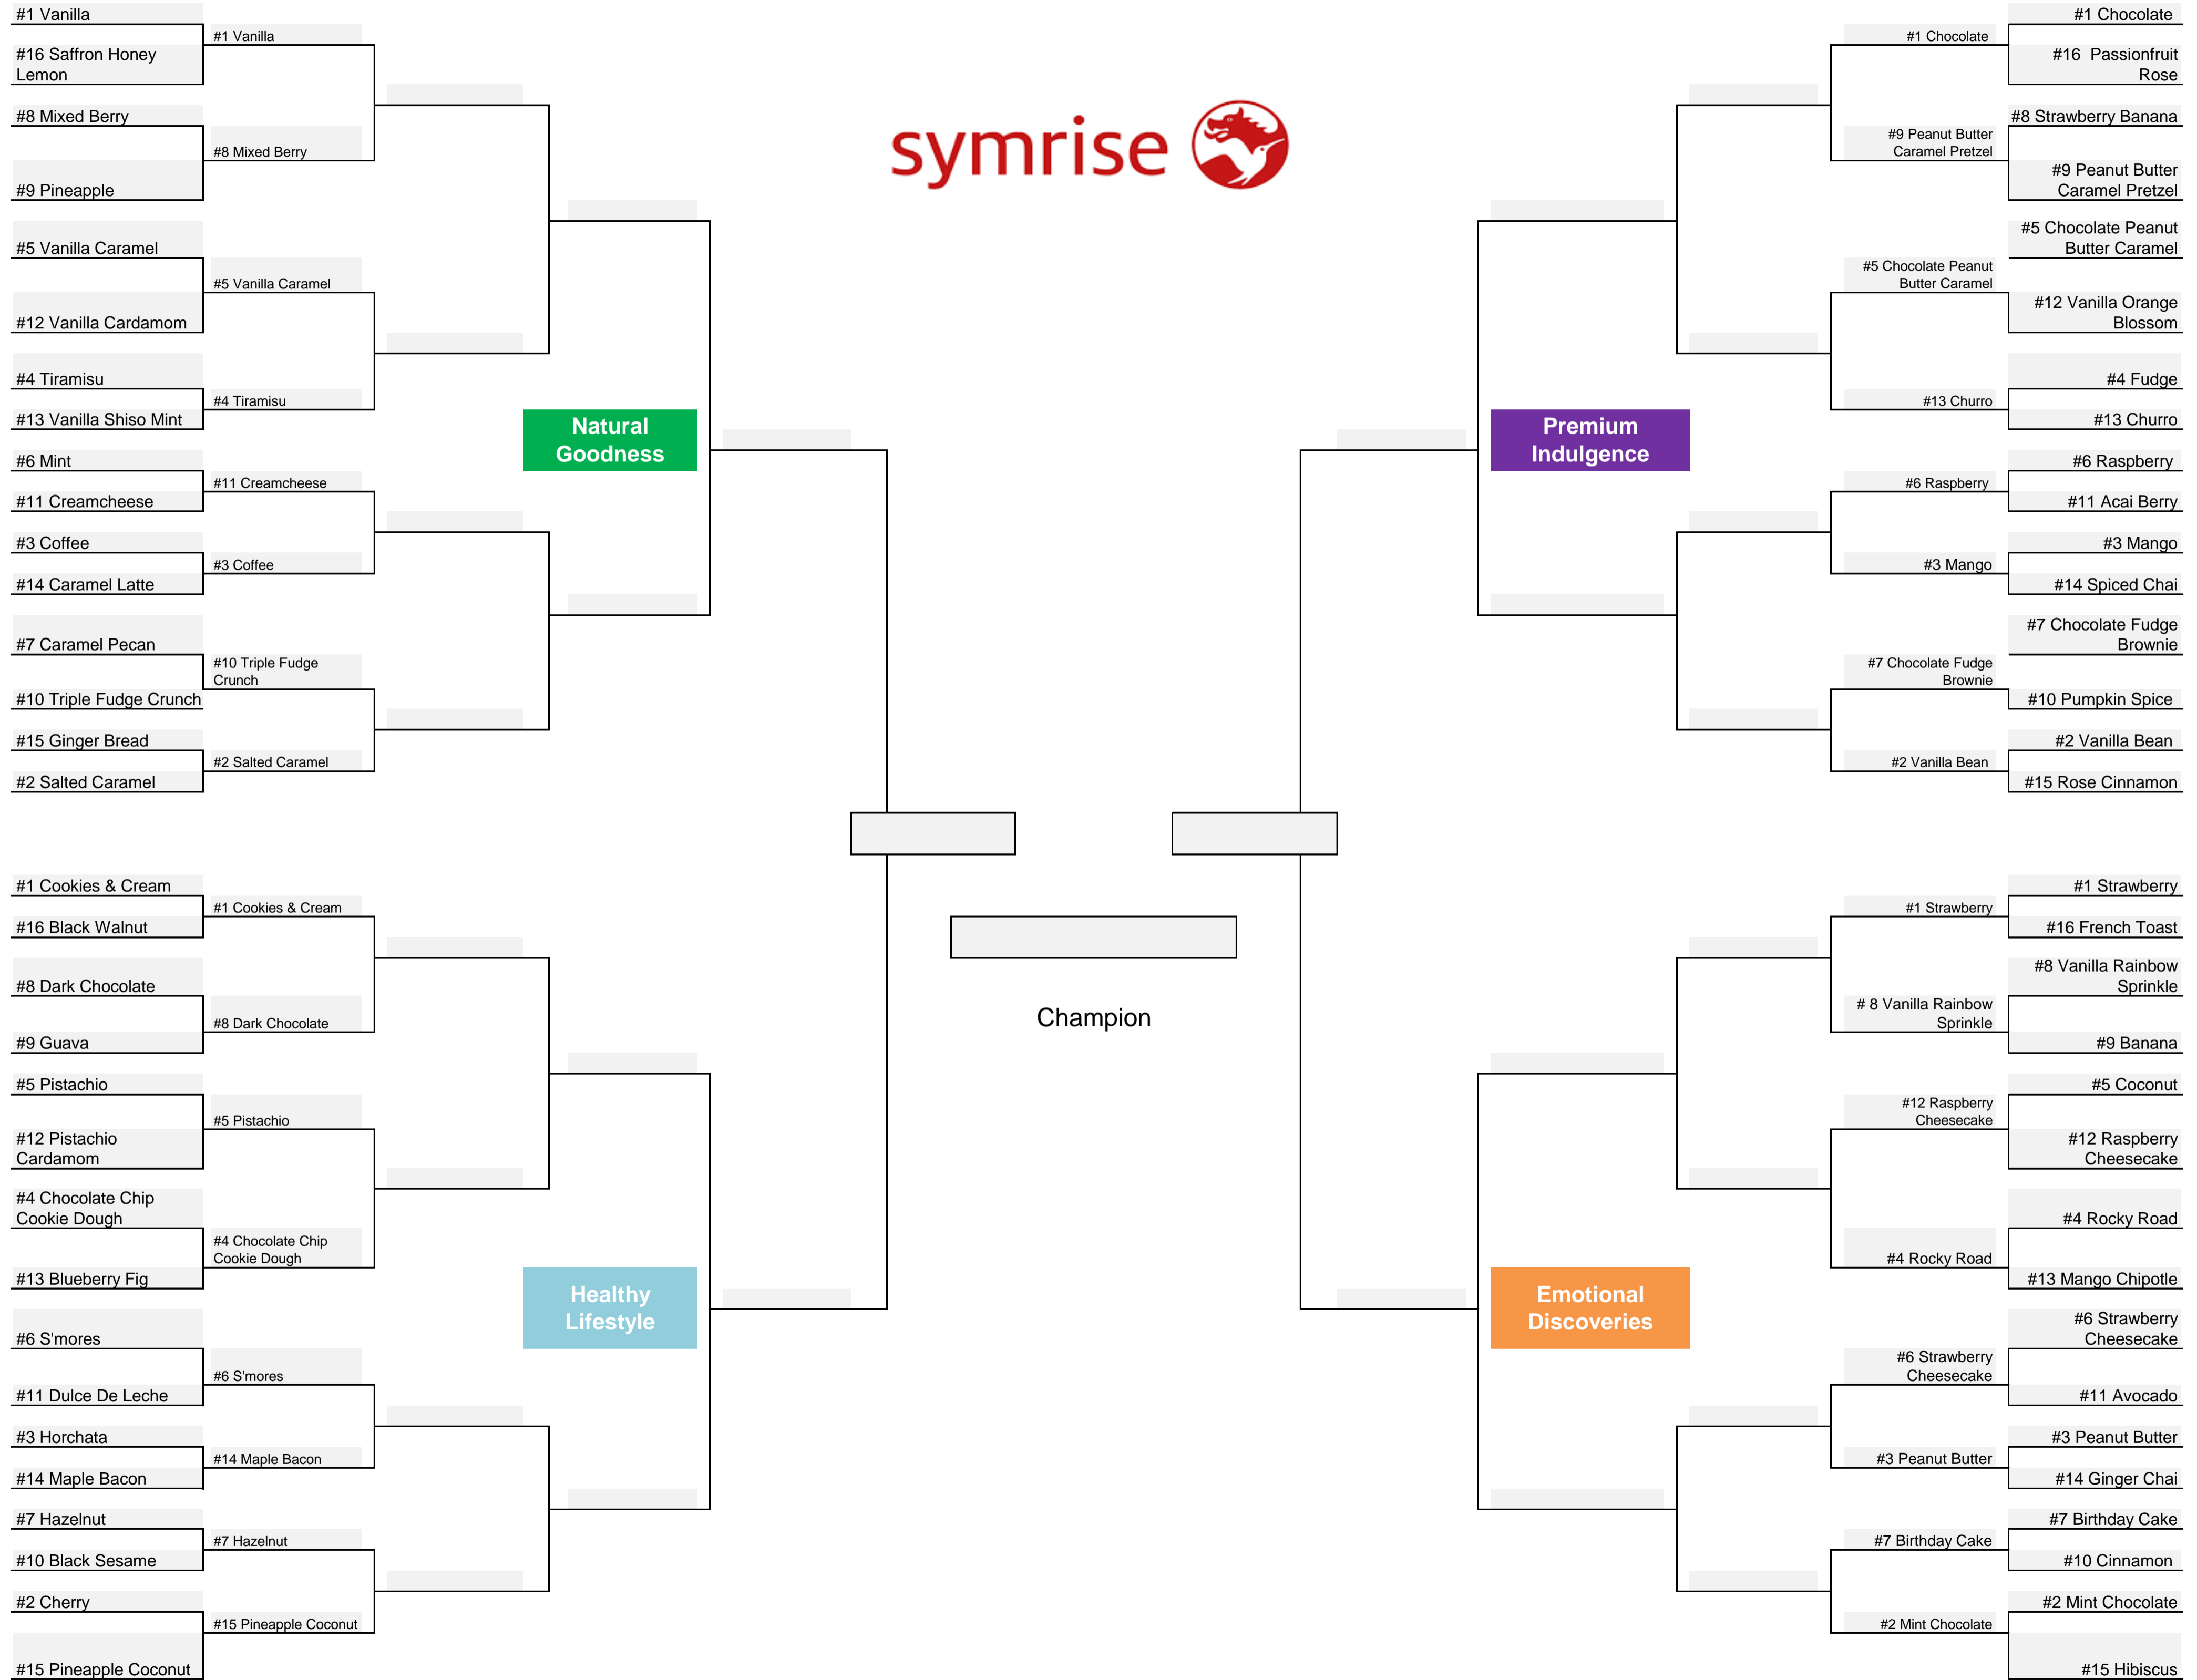 #1 Vanilla
#16 Saffron Honey
Lemon
#8 Mixed Berry
#9 Pineapple
#5 Vanilla Caramel
#12 Vanilla Cardamom
#4 Tiramisu
#13 Vanilla Shiso Mint
#6 Mint
#11 Creamcheese
#3 Coffee
#14 Caramel Latte
#7 Caramel Pecan
#10 Triple Fudge Crunch
#15 Ginger Bread
#2 Salted Caramel
#1 Vanilla
#8 Mixed Berry
#5 Vanilla Caramel
#4 Tiramisu
#11 Creamcheese
#3 Coffee
#10 Triple Fudge
Crunch
#2 Salted Caramel
Natural
Goodness
#1 Cookies & Cream
#16 Black Walnut
#8 Dark Chocolate
#9 Guava
#5 Pistachio
#12 Pistachio
Cardamom
#4 Chocolate Chip
Cookie Dough
#13 Blueberry Fig
#6 S'mores
#11 Dulce De Leche
#3 Horchata
#14 Maple Bacon
#7 Hazelnut
#10 Black Sesame
#2 Cherry
#15 Pineapple Coconut
#1 Cookies & Cream
#8 Dark Chocolate
#5 Pistachio
#4 Chocolate Chip
Cookie Dough
#6 S'mores
#14 Maple Bacon
#7 Hazelnut
#15 Pineapple Coconut
Healthy
Lifestyle
symrise
Champion
Premium
Indulgence
#1 Chocolate
#9 Peanut Butter
Caramel Pretzel
#5 Chocolate Peanut
Butter Caramel
#13 Churro
#6 Raspberry
#3 Mango
#7 Chocolate Fudge
Brownie
#2 Vanilla Bean
#1 Chocolate
#16 Passionfruit
Rose
#8 Strawberry Banana
#9 Peanut Butter
Caramel Pretzel
#5 Chocolate Peanut
Butter Caramel
#12 Vanilla Orange
Blossom
#4 Fudge
#13 Churro
#6 Raspberry
#11 Acai Berry
#3 Mango
#14 Spiced Chai
#7 Chocolate Fudge
Brownie
#10 Pumpkin Spice
#2 Vanilla Bean
#15 Rose Cinnamon
Emotional
Discoveries
#1 Strawberry
# 8 Vanilla Rainbow
Sprinkle
#12 Raspberry
Cheesecake
#4 Rocky Road
#6 Strawberry
Cheesecake
#3 Peanut Butter
#7 Birthday Cake
#2 Mint Chocolate
#1 Strawberry
#16 French Toast
#8 Vanilla Rainbow
Sprinkle
#9 Banana
#5 Coconut
#12 Raspberry
Cheesecake
#4 Rocky Road
#13 Mango Chipotle
#6 Strawberry
Cheesecake
#11 Avocado
#3 Peanut Butter
#14 Ginger Chai
#7 Birthday Cake
#10 Cinnamon
#2 Mint Chocolate
#15 Hibiscus